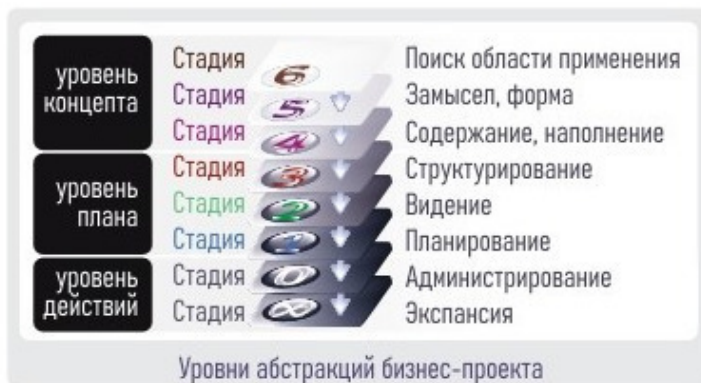 уровень
концепта
Стадия 6 Поиск области применения
Стадия 5 Замысел, форма
Стадия 4 Содержание, наполнение
уровень
плана
Стадия 3 Структурирование
Стадия 2 Видение
Стадия 1 Планирование
уровень
действий
Стадия 0 Администрирование
Стадия ∞ Экспансия
Уровни абстракций бизнес-проекта